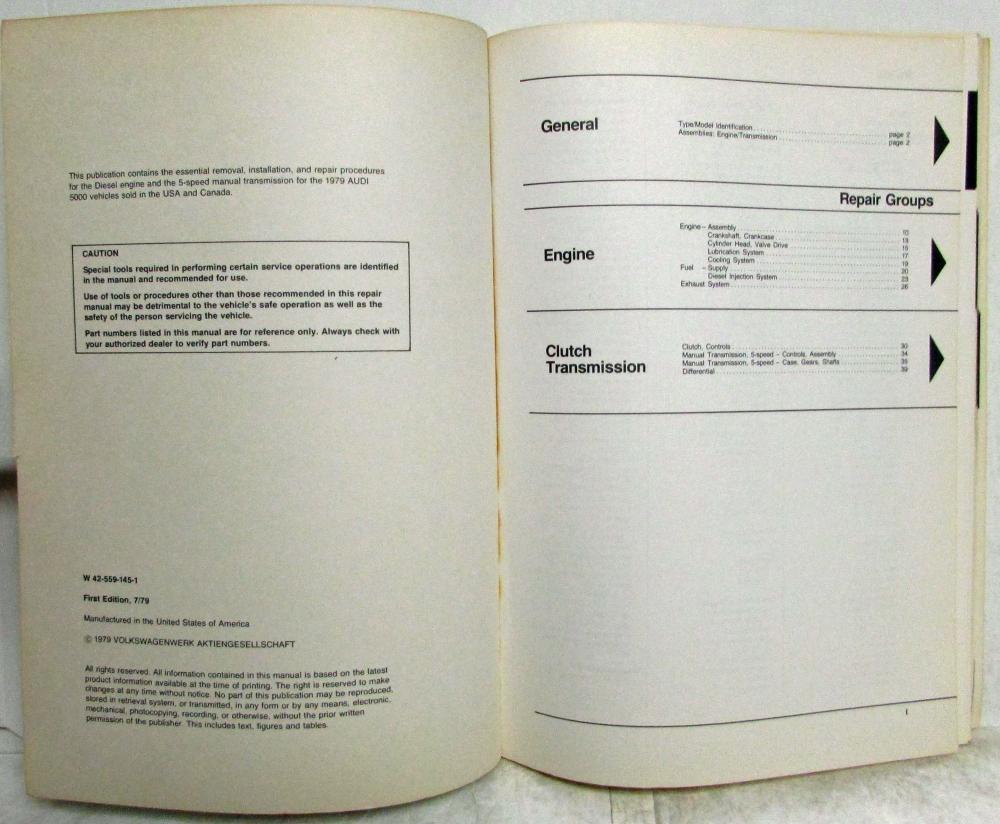 This publication contains the essential removal, installation, and repair procedures
for the Diesel engine and the 5-speed manual transmission for the 1979 AUDI
5000 vehicles sold in the USA and Canada.
CAUTION
Special tools required in performing certain service operations are identified
in the manual and recommended for use.
Use of tools or procedures other than those recommended in this repair
manual may be detrimental to the vehicle's safe operation as well as the
safety of the person servicing the vehicle.
Part numbers listed in this manual are for reference only. Always check with
your authorized dealer to verify part numbers.
W 42-559-145-1
First Edition, 7/79
Manufactured in the United States of America
© 1979 VOLKSWAGENWERK AKTIENGESELLSCHAFT
All rights reserved. All information contained in this manual is based on the latest
product information available at the time of printing. The right is reserved to make
changes at any time without notice. No part of this publication may be reproduced,
stored in retrieval system, or transmitted, in any form or by any means, electronic,
mechanical, photocopying, recording, or otherwise, without the prior written
permission of the publisher. This includes text, figures and tables.
General
Type/Model Identification page 2
Assemblies: Engine/Transmission page 2
Repair Groups
Engine
Engine – Assembly 10
Crankshaft, Crankcase 13
Cylinder Head, Valve Drive 15
Lubrication System 17
Cooling System 19
Fuel – Supply 20
Diesel Injection System 23
Exhaust System 26
Clutch
Transmission
Clutch, Controls 30
Manual Transmission, 5-speed – Controls, Assembly 34
Manual Transmission, 5-speed – Case, Gears, Shafts 35
Differential 39